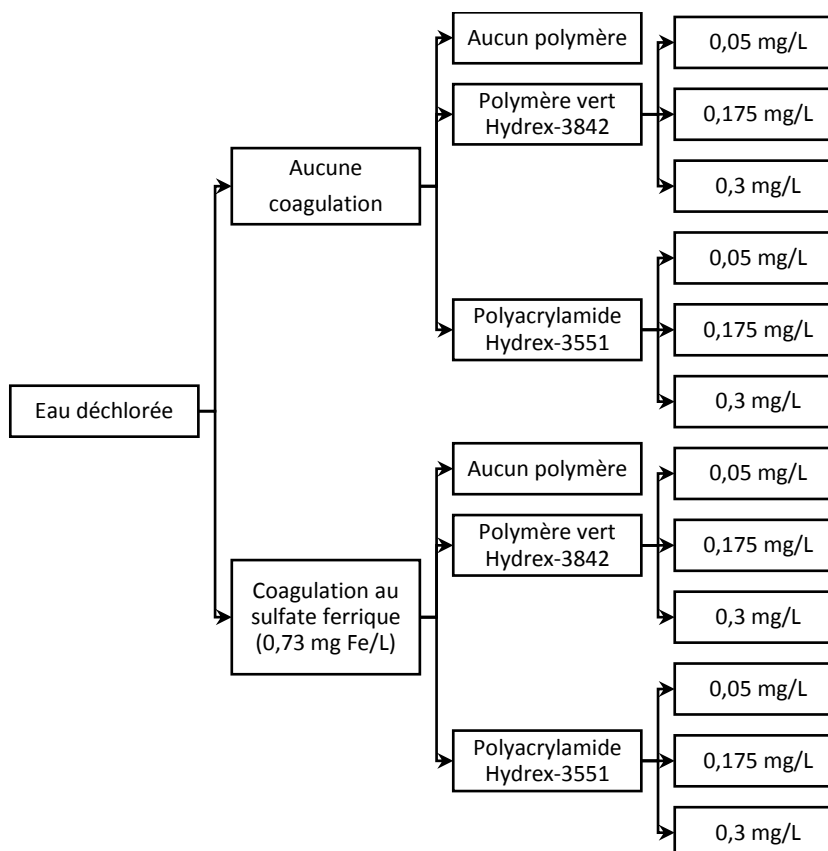 Eau déchlorée
Aucune
coagulation
Aucun polymère
Polymère vert
Hydrex-3842
0,05 mg/L
0,175 mg/L
0,3 mg/L
Polyacrylamide
Hydrex-3551
0,05 mg/L
0,175 mg/L
0,3 mg/L
Coagulation au
sulfate ferrique
(0,73 mg Fe/L)
Aucun polymère
Polymère vert
Hydrex-3842
0,05 mg/L
0,175 mg/L
0,3 mg/L
Polyacrylamide
Hydrex-3551
0,05 mg/L
0,175 mg/L
0,3 mg/L